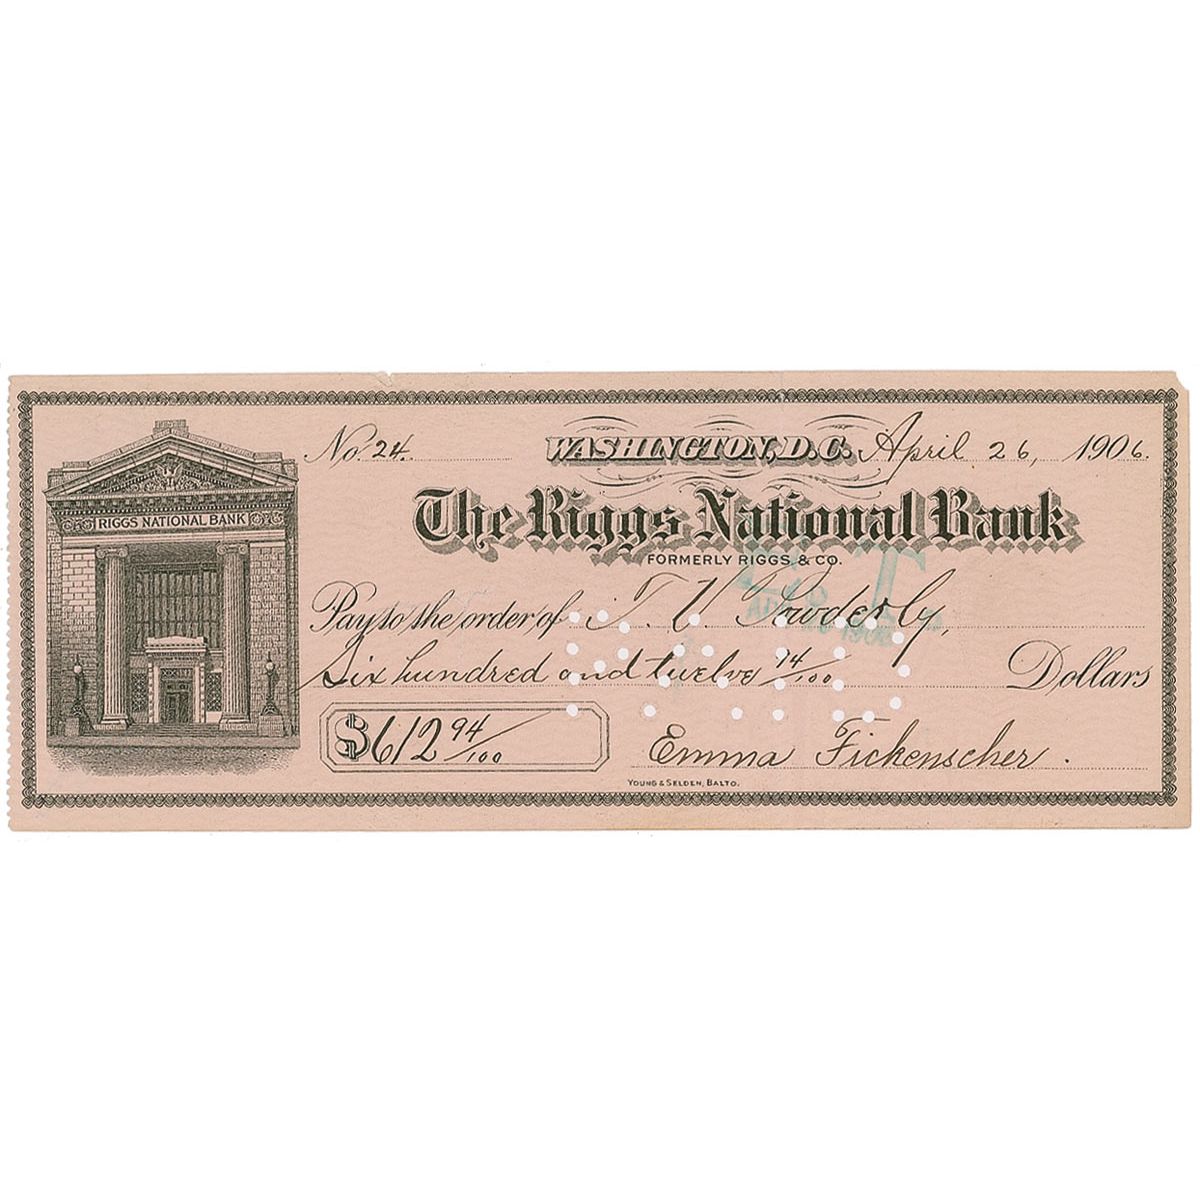 RIGGS NATIONAL BANK
No. 24. WASHINGTON, D.C. April 26, 1906.
The Riggs National Bank
FORMERLY RIGGS & CO.
Pay to the order of T. V. Powderly,
Six hundred and twelve 94/100 Dollars
$612 94/100
Emma Fickenscher.
YOUNG & SELDEN, BALTO.